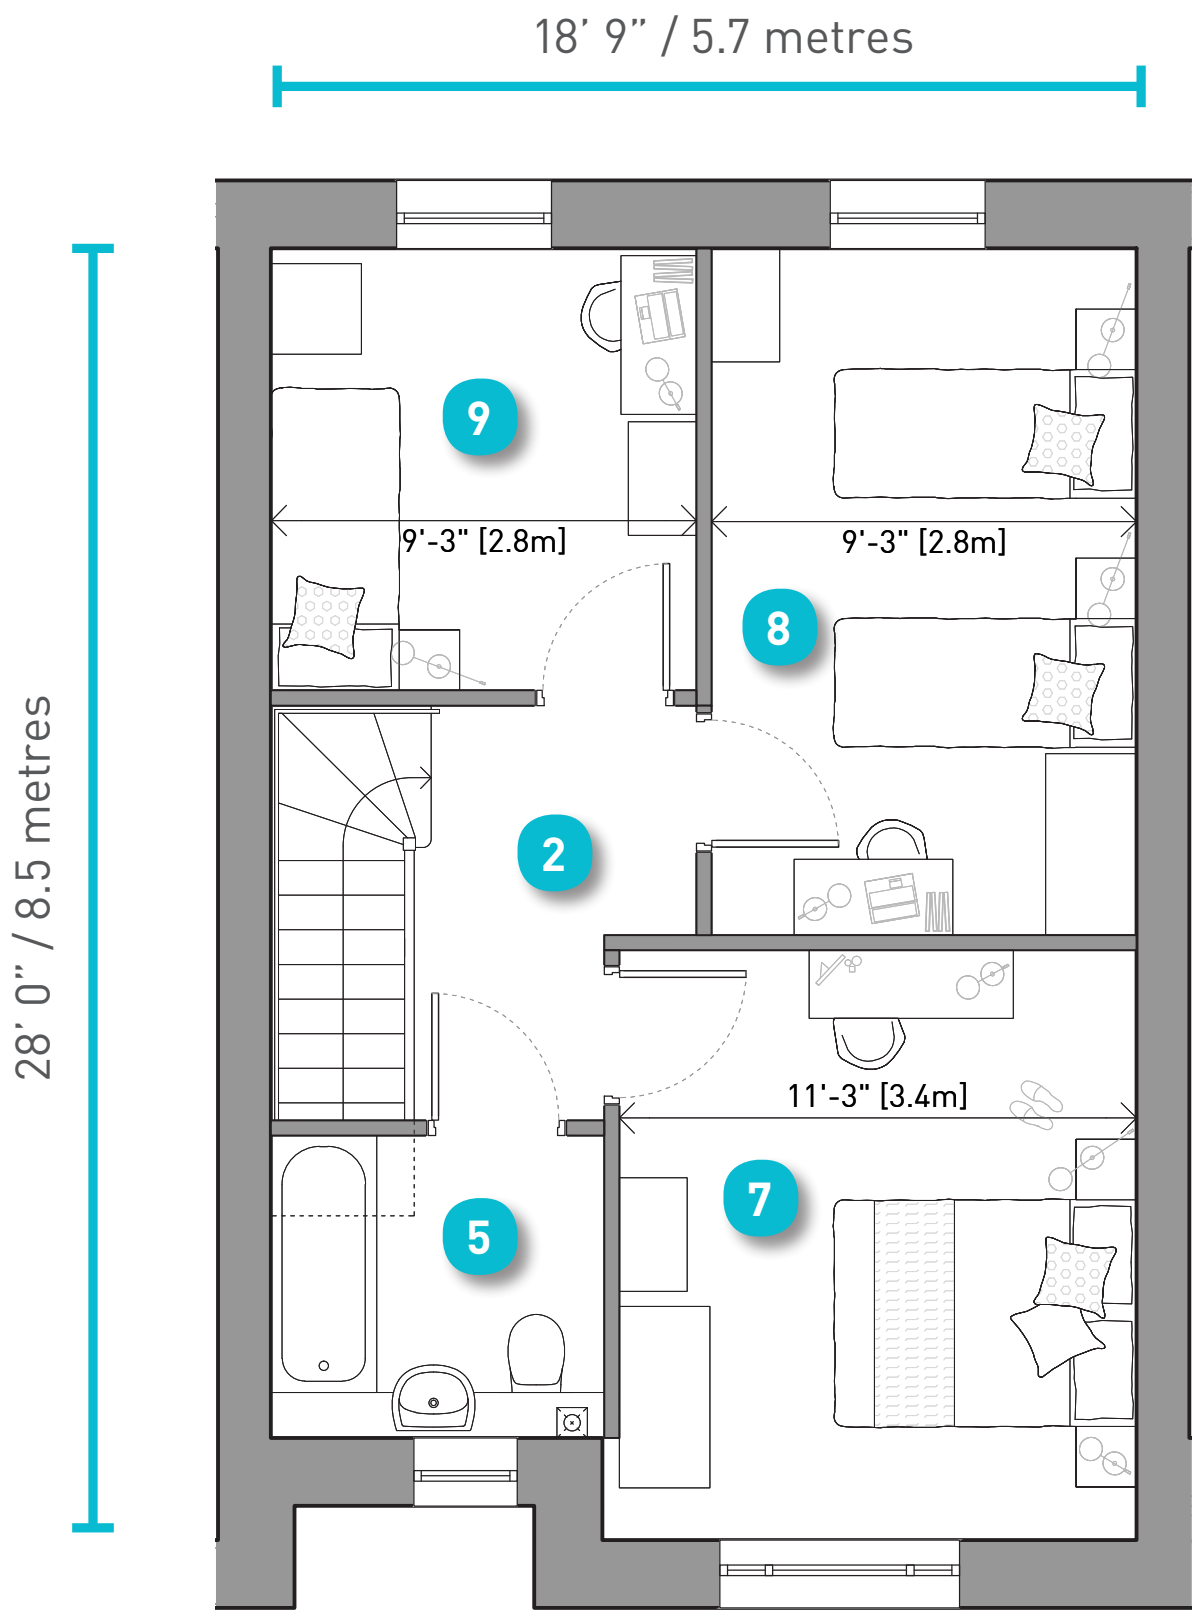 18’ 9” / 5.7 metres
28’ 0” / 8.5 metres
9
9'-3" [2.8m]
9'-3" [2.8m]
8
2
11'-3" [3.4m]
7
5